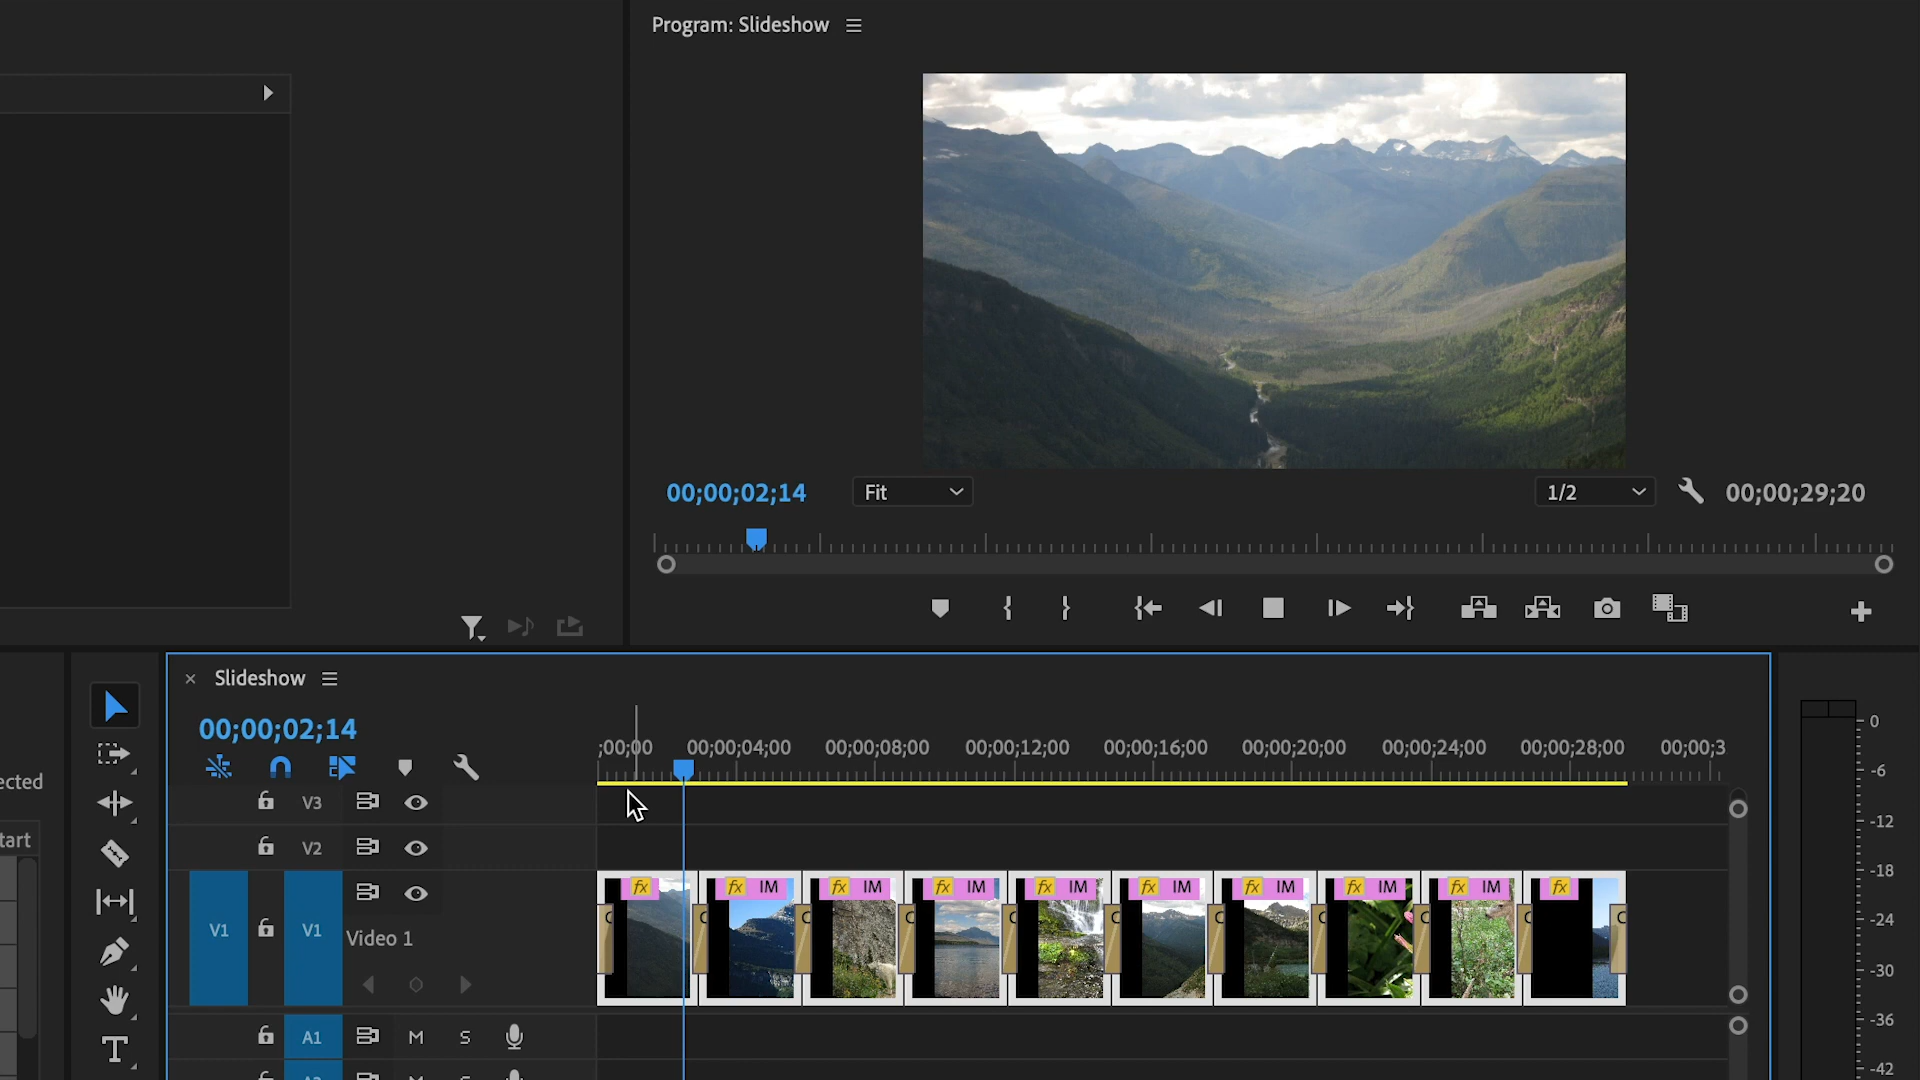 Program: Slideshow
00;00;02;14
Fit
1/2
00;00;29;20
× Slideshow
00;00;02;14
;00;00
00;00;04;00
00;00;08;00
00;00;12;00
00;00;16;00
00;00;20;00
00;00;24;00
00;00;28;00
00;00;3
ected
tart
V3
V2
V1
V1
Video 1
fx
fx IM
fx IM
fx IM
fx IM
fx IM
fx IM
fx IM
fx IM
fx
C
C
C
C
C
C
C
C
C
C
C
A1
M
S
0
-6
-12
-18
-24
-30
-36
-42